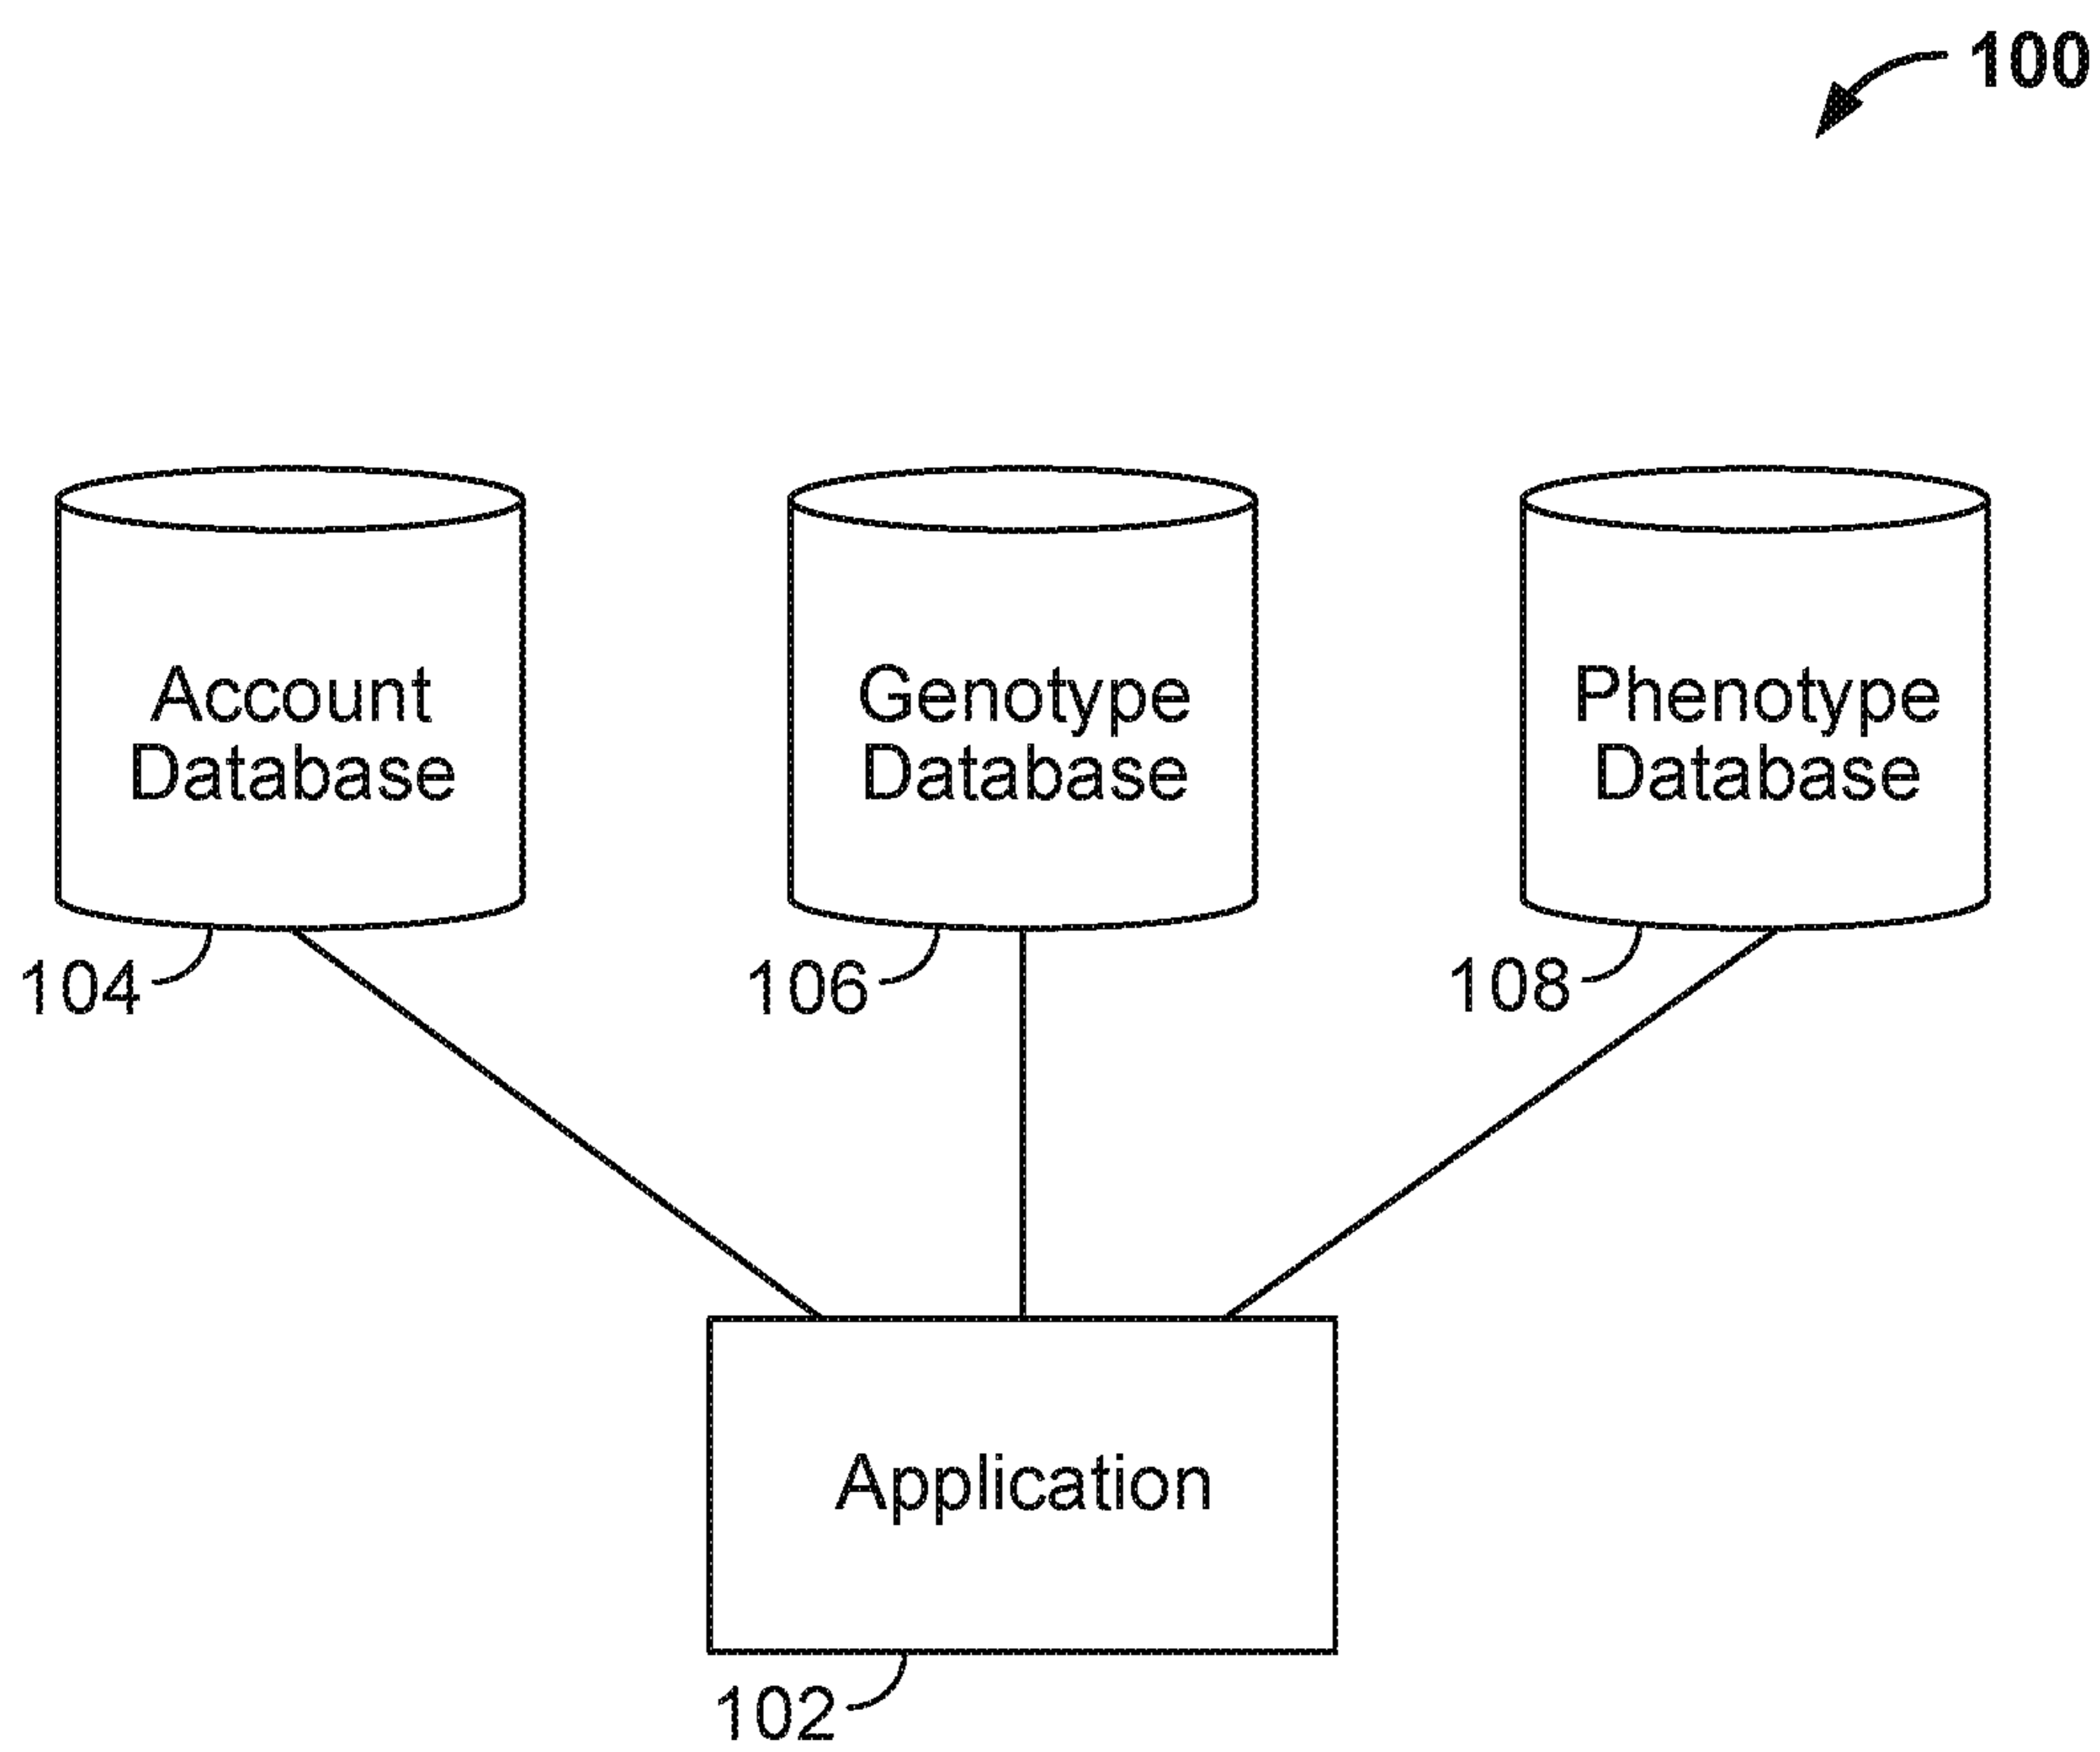 100
Account
Database
Genotype
Database
Phenotype
Database
104
106
108
Application
102